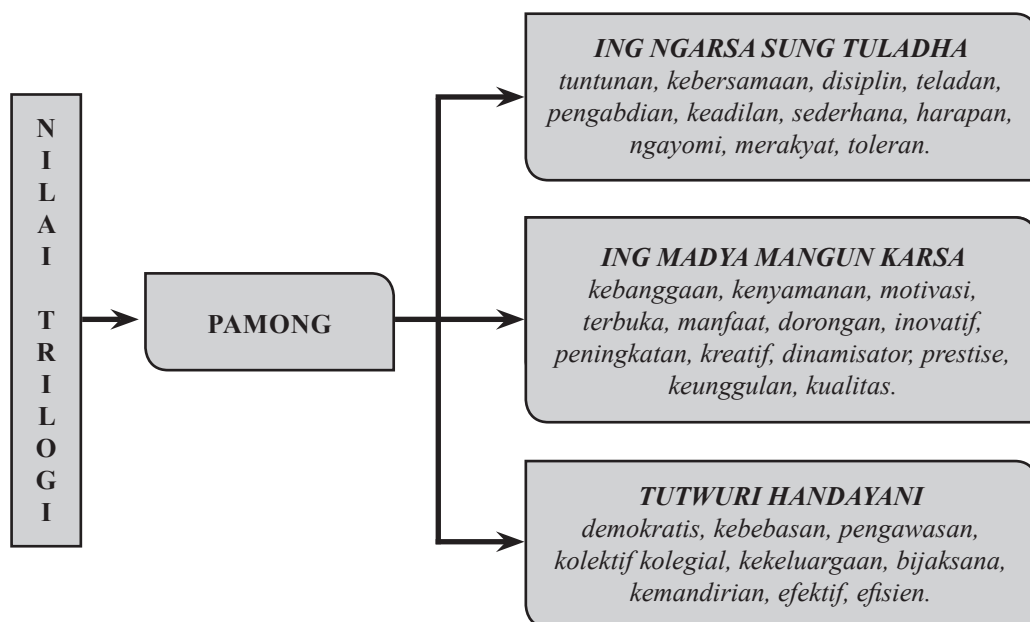 NILAI TRILOGI
PAMONG
ING NGARSA SUNG TULADHA
tuntunan, kebersamaan, disiplin, teladan,
pengabdian, keadilan, sederhana, harapan,
ngayomi, merakyat, toleran.
ING MADYA MANGUN KARSA
kebanggaan, kenyamanan, motivasi,
terbuka, manfaat, dorongan, inovatif,
peningkatan, kreatif, dinamisator, prestise,
keunggulan, kualitas.
TUTWURI HANDAYANI
demokratis, kebebasan, pengawasan,
kolektif kolegial, kekeluargaan, bijaksana,
kemandirian, efektif, efisien.